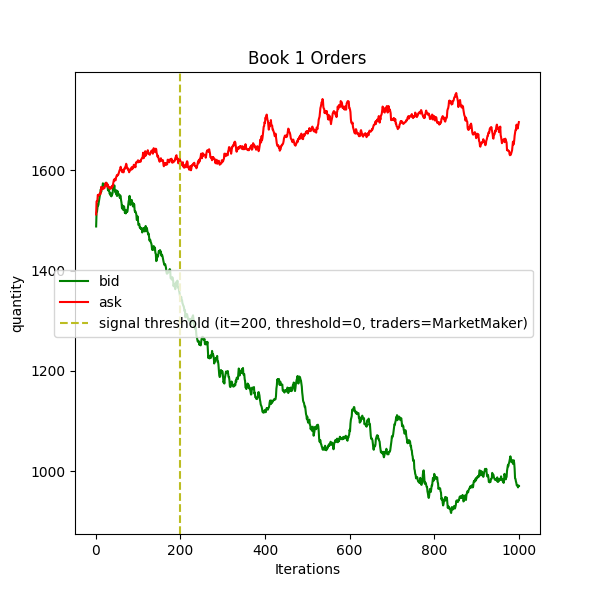 Book 1 Orders
quantity
1600
1400
1200
1000
bid
ask
signal threshold (it=200, threshold=0, traders=MarketMaker)
0 200 400 600 800 1000
Iterations